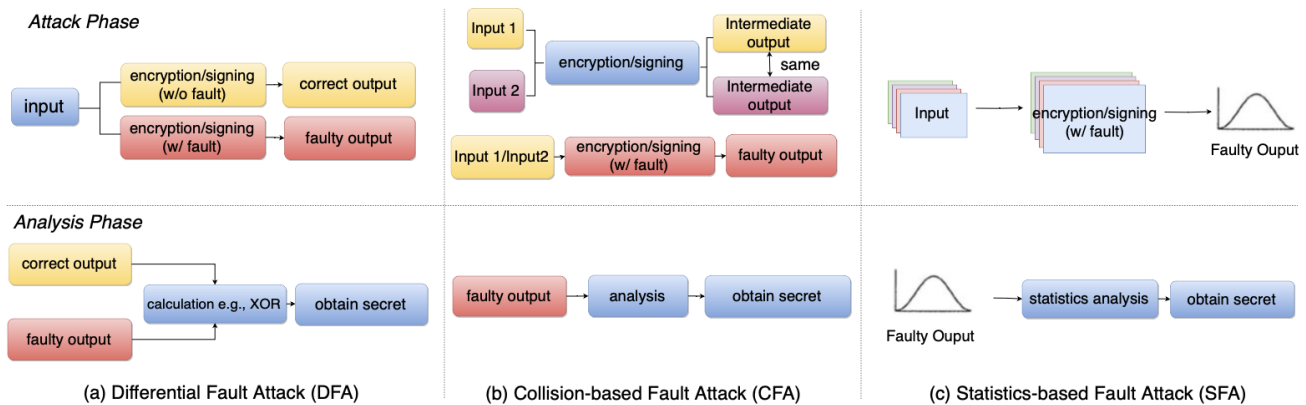 Attack Phase
input
encryption/signing
(w/o fault)
correct output
encryption/signing
(w/ fault)
faulty output
Input 1
Input 2
encryption/signing
Intermediate
output
same
Intermediate
output
Input 1/Input2
encryption/signing
(w/ fault)
faulty output
Input
encryption/signing
(w/ fault)
Faulty Ouput
Analysis Phase
correct output
faulty output
calculation e.g., XOR
obtain secret
faulty output
analysis
obtain secret
Faulty Ouput
statistics analysis
obtain secret
(a) Differential Fault Attack (DFA)
(b) Collision-based Fault Attack (CFA)
(c) Statistics-based Fault Attack (SFA)